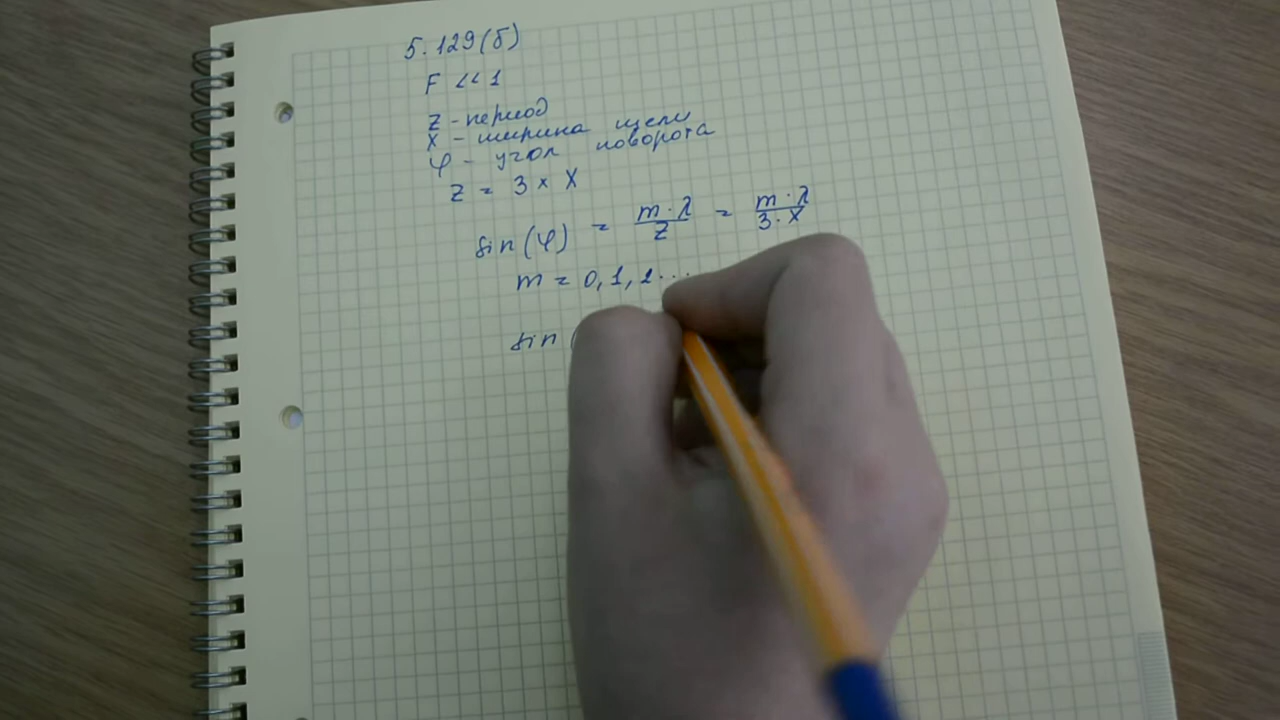 5.129(б)
F << 1
Z - период
X - ширина щели
φ - угол поворота
Z = 3 × X
sin(φ) = m·λ/Z = m·λ/3·X
m = 0, 1, 2...
sin (